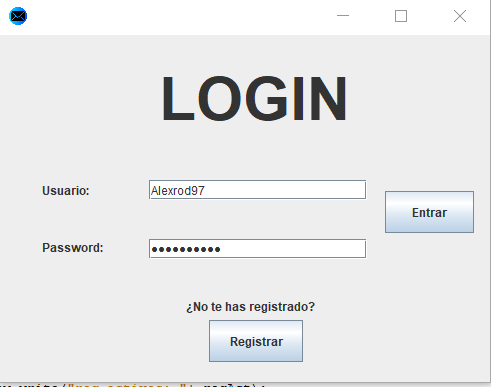 LOGIN
Usuario: Alexrod97
Entrar
Password: ●●●●●●●●●●
¿No te has registrado?
Registrar